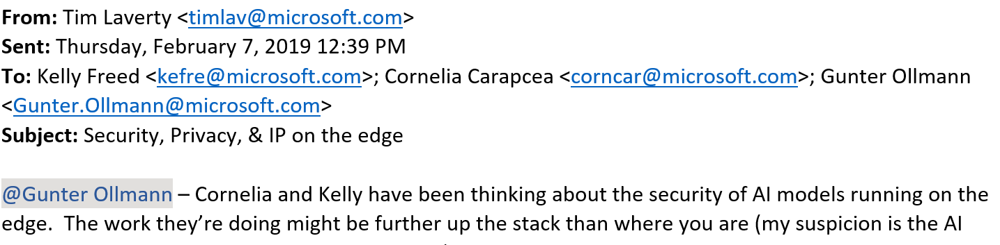 From: Tim Laverty <timlav@microsoft.com>
Sent: Thursday, February 7, 2019 12:39 PM
To: Kelly Freed <kefre@microsoft.com>; Cornelia Carapcea <corncar@microsoft.com>; Gunter Ollmann
<Gunter.Ollmann@microsoft.com>
Subject: Security, Privacy, & IP on the edge
@Gunter Ollmann – Cornelia and Kelly have been thinking about the security of AI models running on the
edge.  The work they’re doing might be further up the stack than where you are (my suspicion is the AI